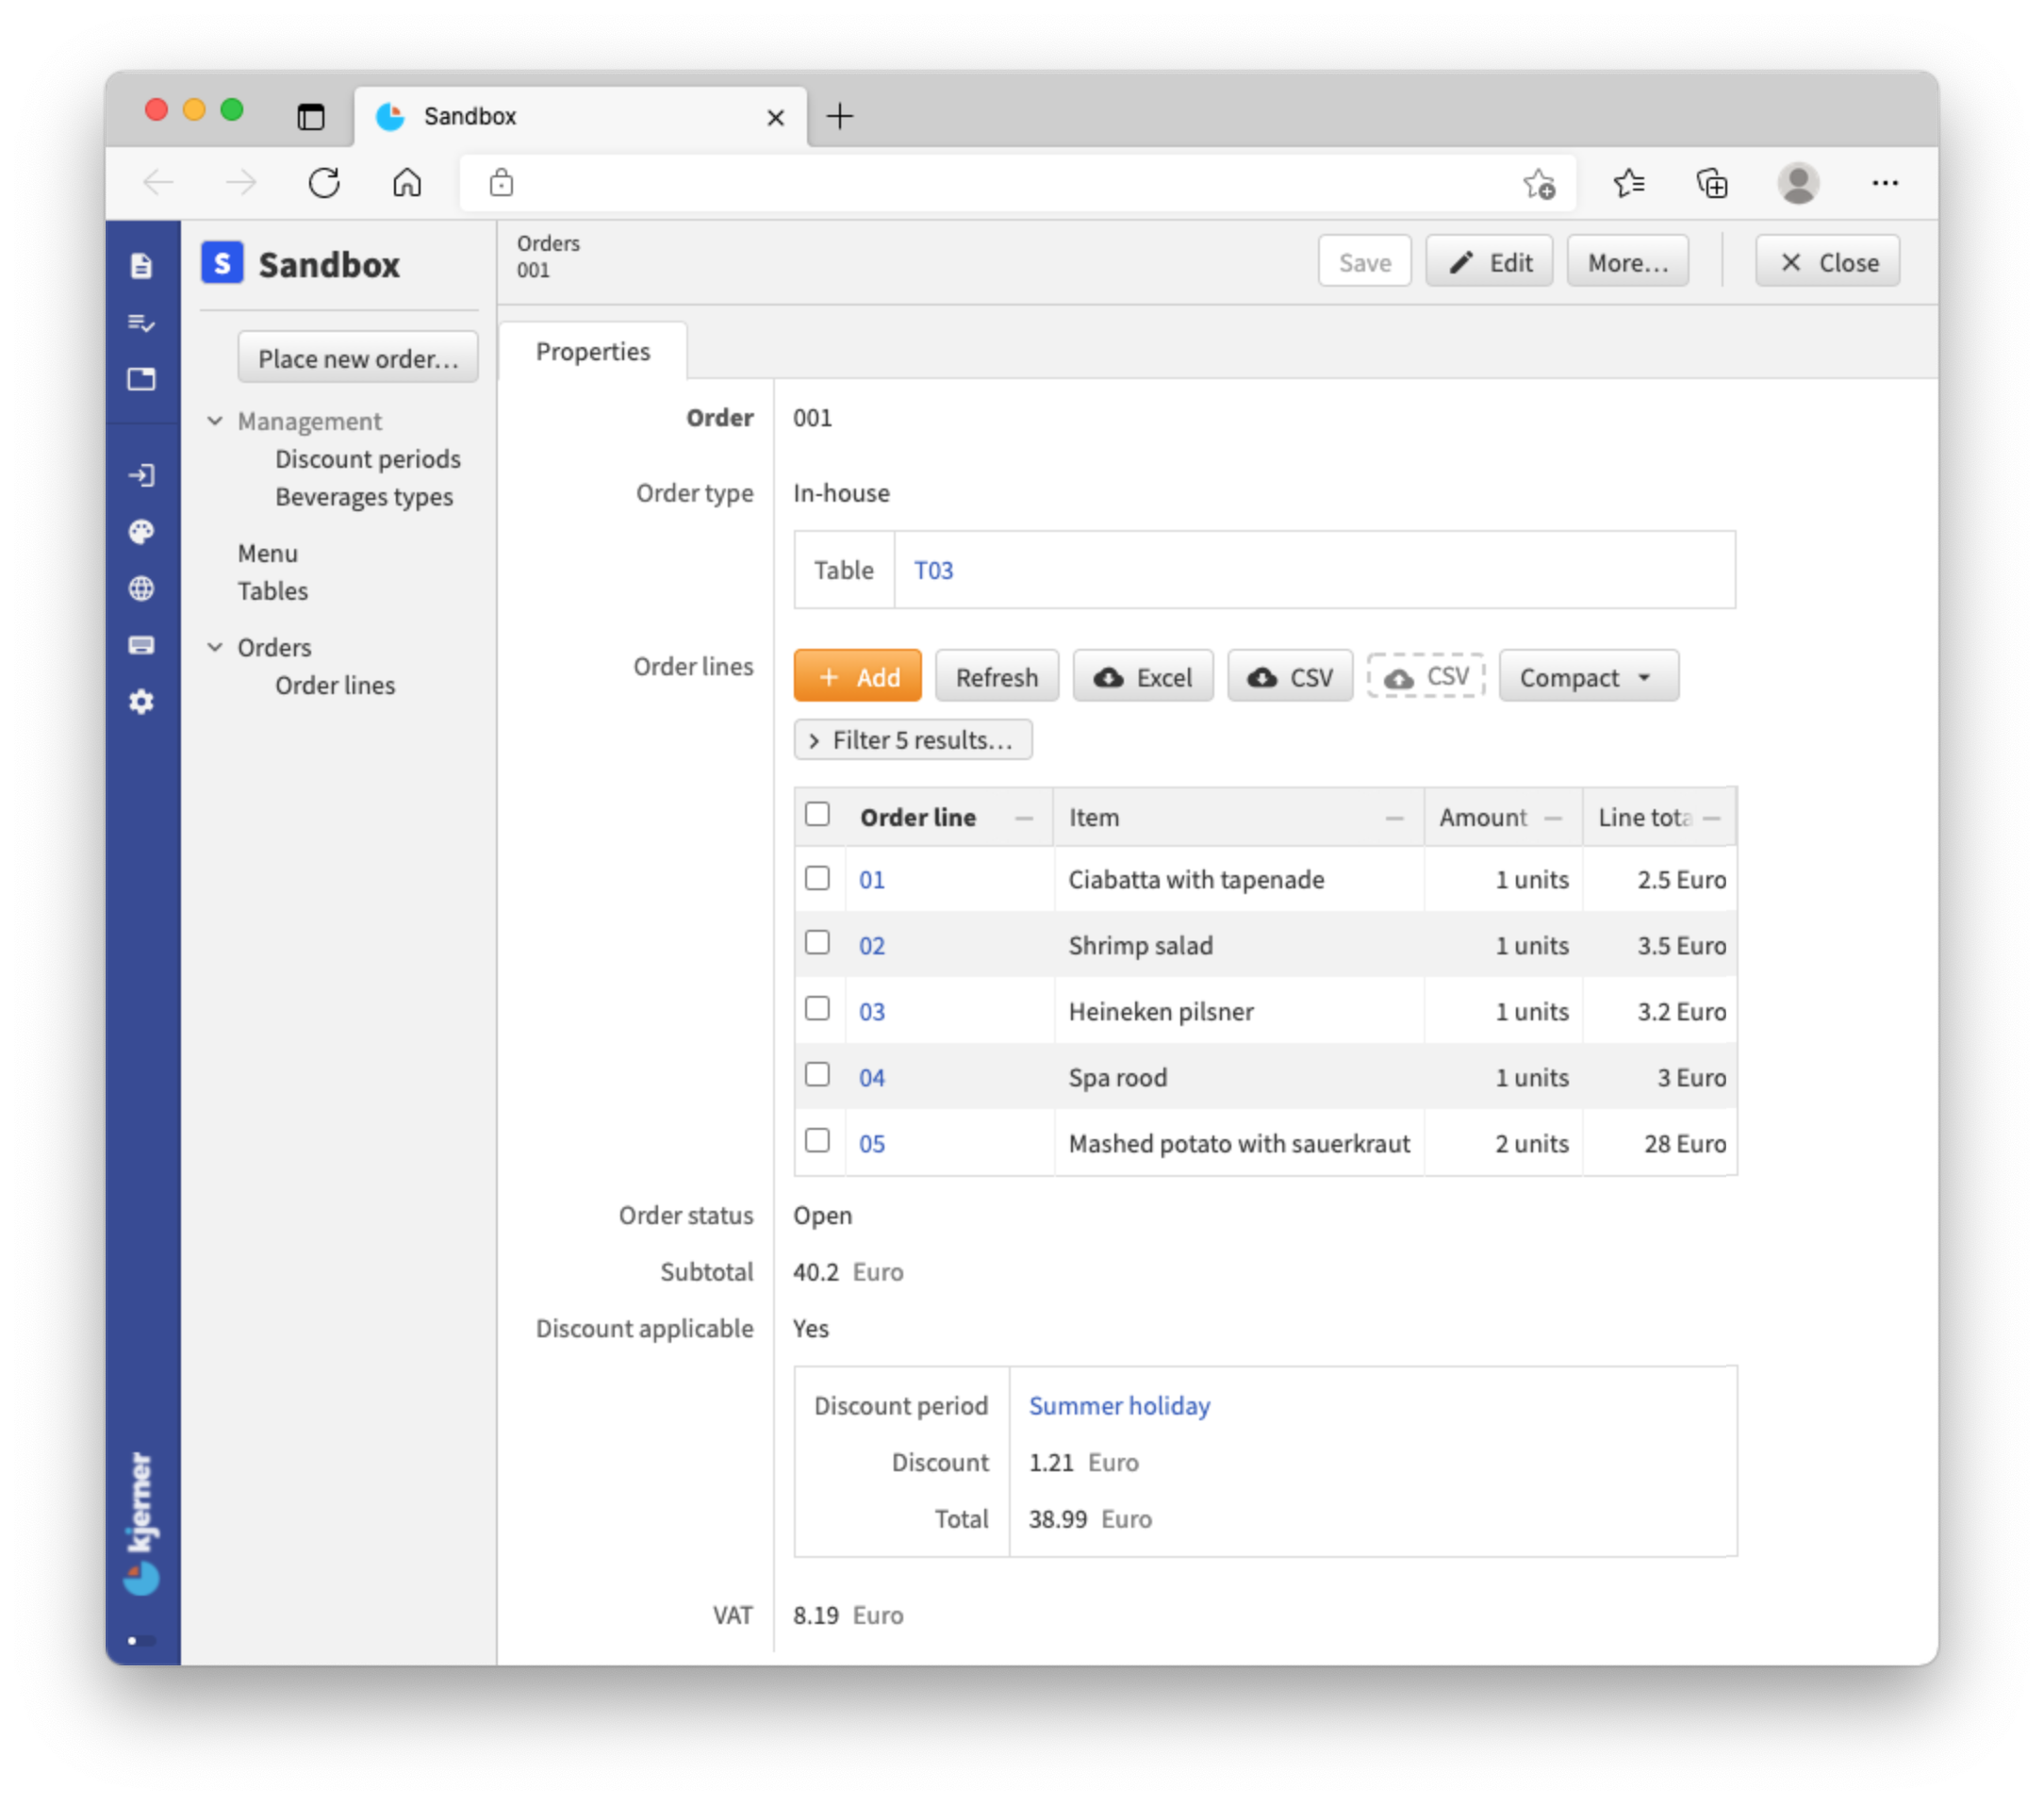 Sandbox
S Sandbox
Place new order...
Management
Discount periods
Beverages types
Menu
Tables
Orders
Order lines
kjerner
Orders
001
Save Edit More... Close
Properties
Order 001
Order type In-house
Table T03
Order lines + Add Refresh Excel CSV CSV Compact
Filter 5 results...
Order line Item Amount Line tota
01 Ciabatta with tapenade 1 units 2.5 Euro
02 Shrimp salad 1 units 3.5 Euro
03 Heineken pilsner 1 units 3.2 Euro
04 Spa rood 1 units 3 Euro
05 Mashed potato with sauerkraut 2 units 28 Euro
Order status Open
Subtotal 40.2 Euro
Discount applicable Yes
Discount period Summer holiday
Discount 1.21 Euro
Total 38.99 Euro
VAT 8.19 Euro